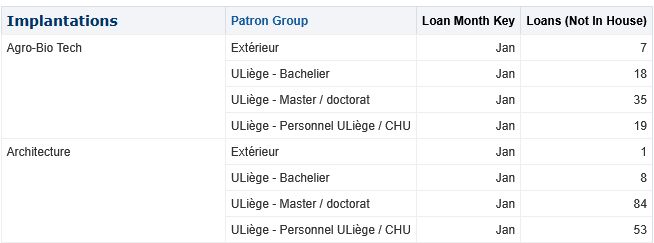 Implantations Patron Group Loan Month Key Loans (Not In House)
Agro-Bio Tech Extérieur Jan 7
ULiège - Bachelier Jan 18
ULiège - Master / doctorat Jan 35
ULiège - Personnel ULiège / CHU Jan 19
Architecture Extérieur Jan 1
ULiège - Bachelier Jan 8
ULiège - Master / doctorat Jan 84
ULiège - Personnel ULiège / CHU Jan 53